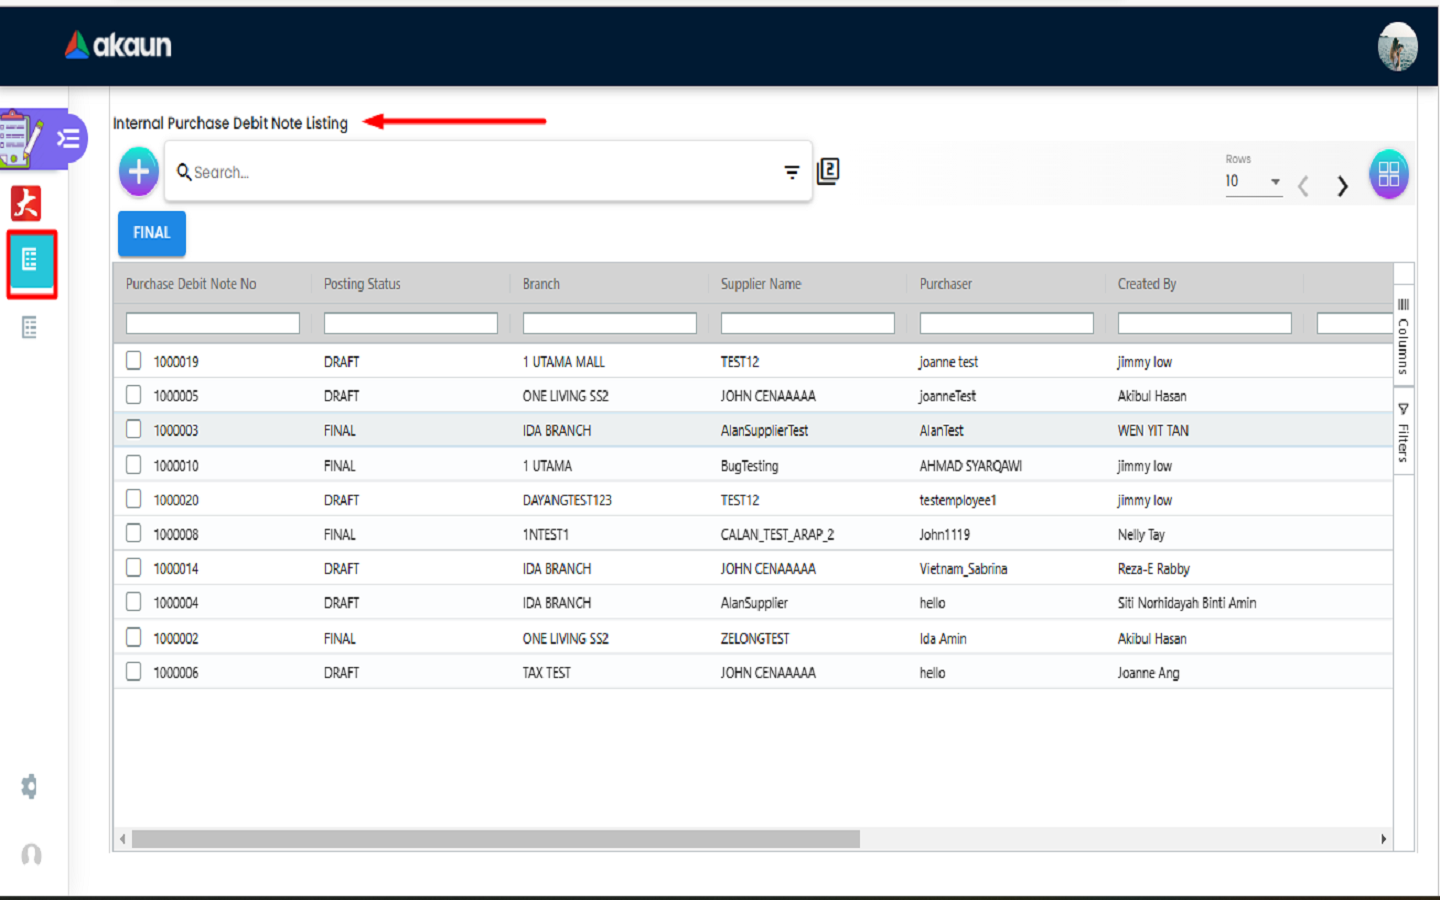 akaun
Internal Purchase Debit Note Listing
Search...
2
Rows
10
FINAL
Purchase Debit Note No Posting Status Branch Supplier Name Purchaser Created By
1000019 DRAFT 1 UTAMA MALL TEST12 joanne test jimmy low
1000005 DRAFT ONE LIVING SS2 JOHN CENAAAAA joanneTest Akibul Hasan
1000003 FINAL IDA BRANCH AlanSupplierTest AlanTest WEN YIT TAN
1000010 FINAL 1 UTAMA BugTesting AHMAD SYARQAWI jimmy low
1000020 DRAFT DAYANGTEST123 TEST12 testemployee1 jimmy low
1000008 FINAL 1NTEST1 CALAN_TEST_ARAP_2 John1119 Nelly Tay
1000014 DRAFT IDA BRANCH JOHN CENAAAAA Vietnam_Sabrina Reza-E Rabby
1000004 DRAFT IDA BRANCH AlanSupplier hello Siti Norhidayah Binti Amin
1000002 FINAL ONE LIVING SS2 ZELONGTEST Ida Amin Akibul Hasan
1000006 DRAFT TAX TEST JOHN CENAAAAA hello Joanne Ang
Columns
Filters